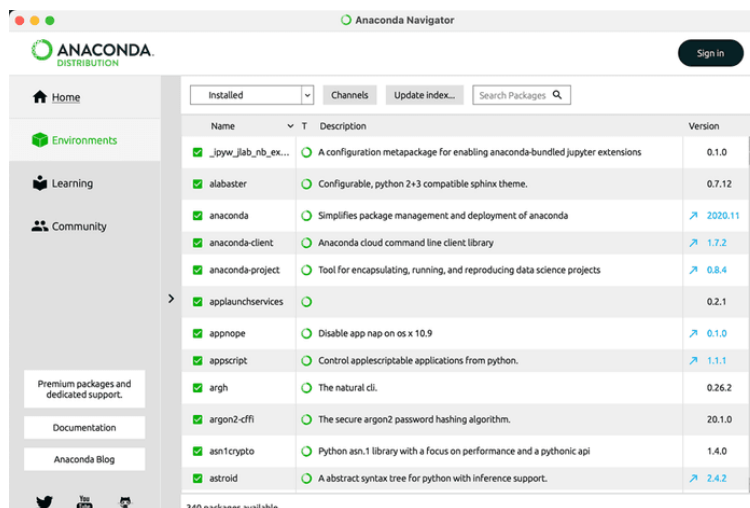 Anaconda Navigator
ANACONDA.
DISTRIBUTION
Sign in
Home
Environments
Learning
Community
Premium packages and
dedicated support.
Documentation
Anaconda Blog
You
Tube
Installed
Channels
Update index...
Search Packages
Name T Description Version
_ipyw_jlab_nb_ex... A configuration metapackage for enabling anaconda-bundled jupyter extensions 0.1.0
alabaster Configurable, python 2+3 compatible sphinx theme. 0.7.12
anaconda Simplifies package management and deployment of anaconda 2020.11
anaconda-client Anaconda cloud command line client library 1.7.2
anaconda-project Tool for encapsulating, running, and reproducing data science projects 0.8.4
applaunchservices 0.2.1
appnope Disable app nap on os x 10.9 0.1.0
appscript Control applescriptable applications from python. 1.1.1
argh The natural cli. 0.26.2
argon2-cffi The secure argon2 password hashing algorithm. 20.1.0
asn1crypto Python asn.1 library with a focus on performance and a pythonic api 1.4.0
astroid A abstract syntax tree for python with inference support. 2.4.2
340 packages available